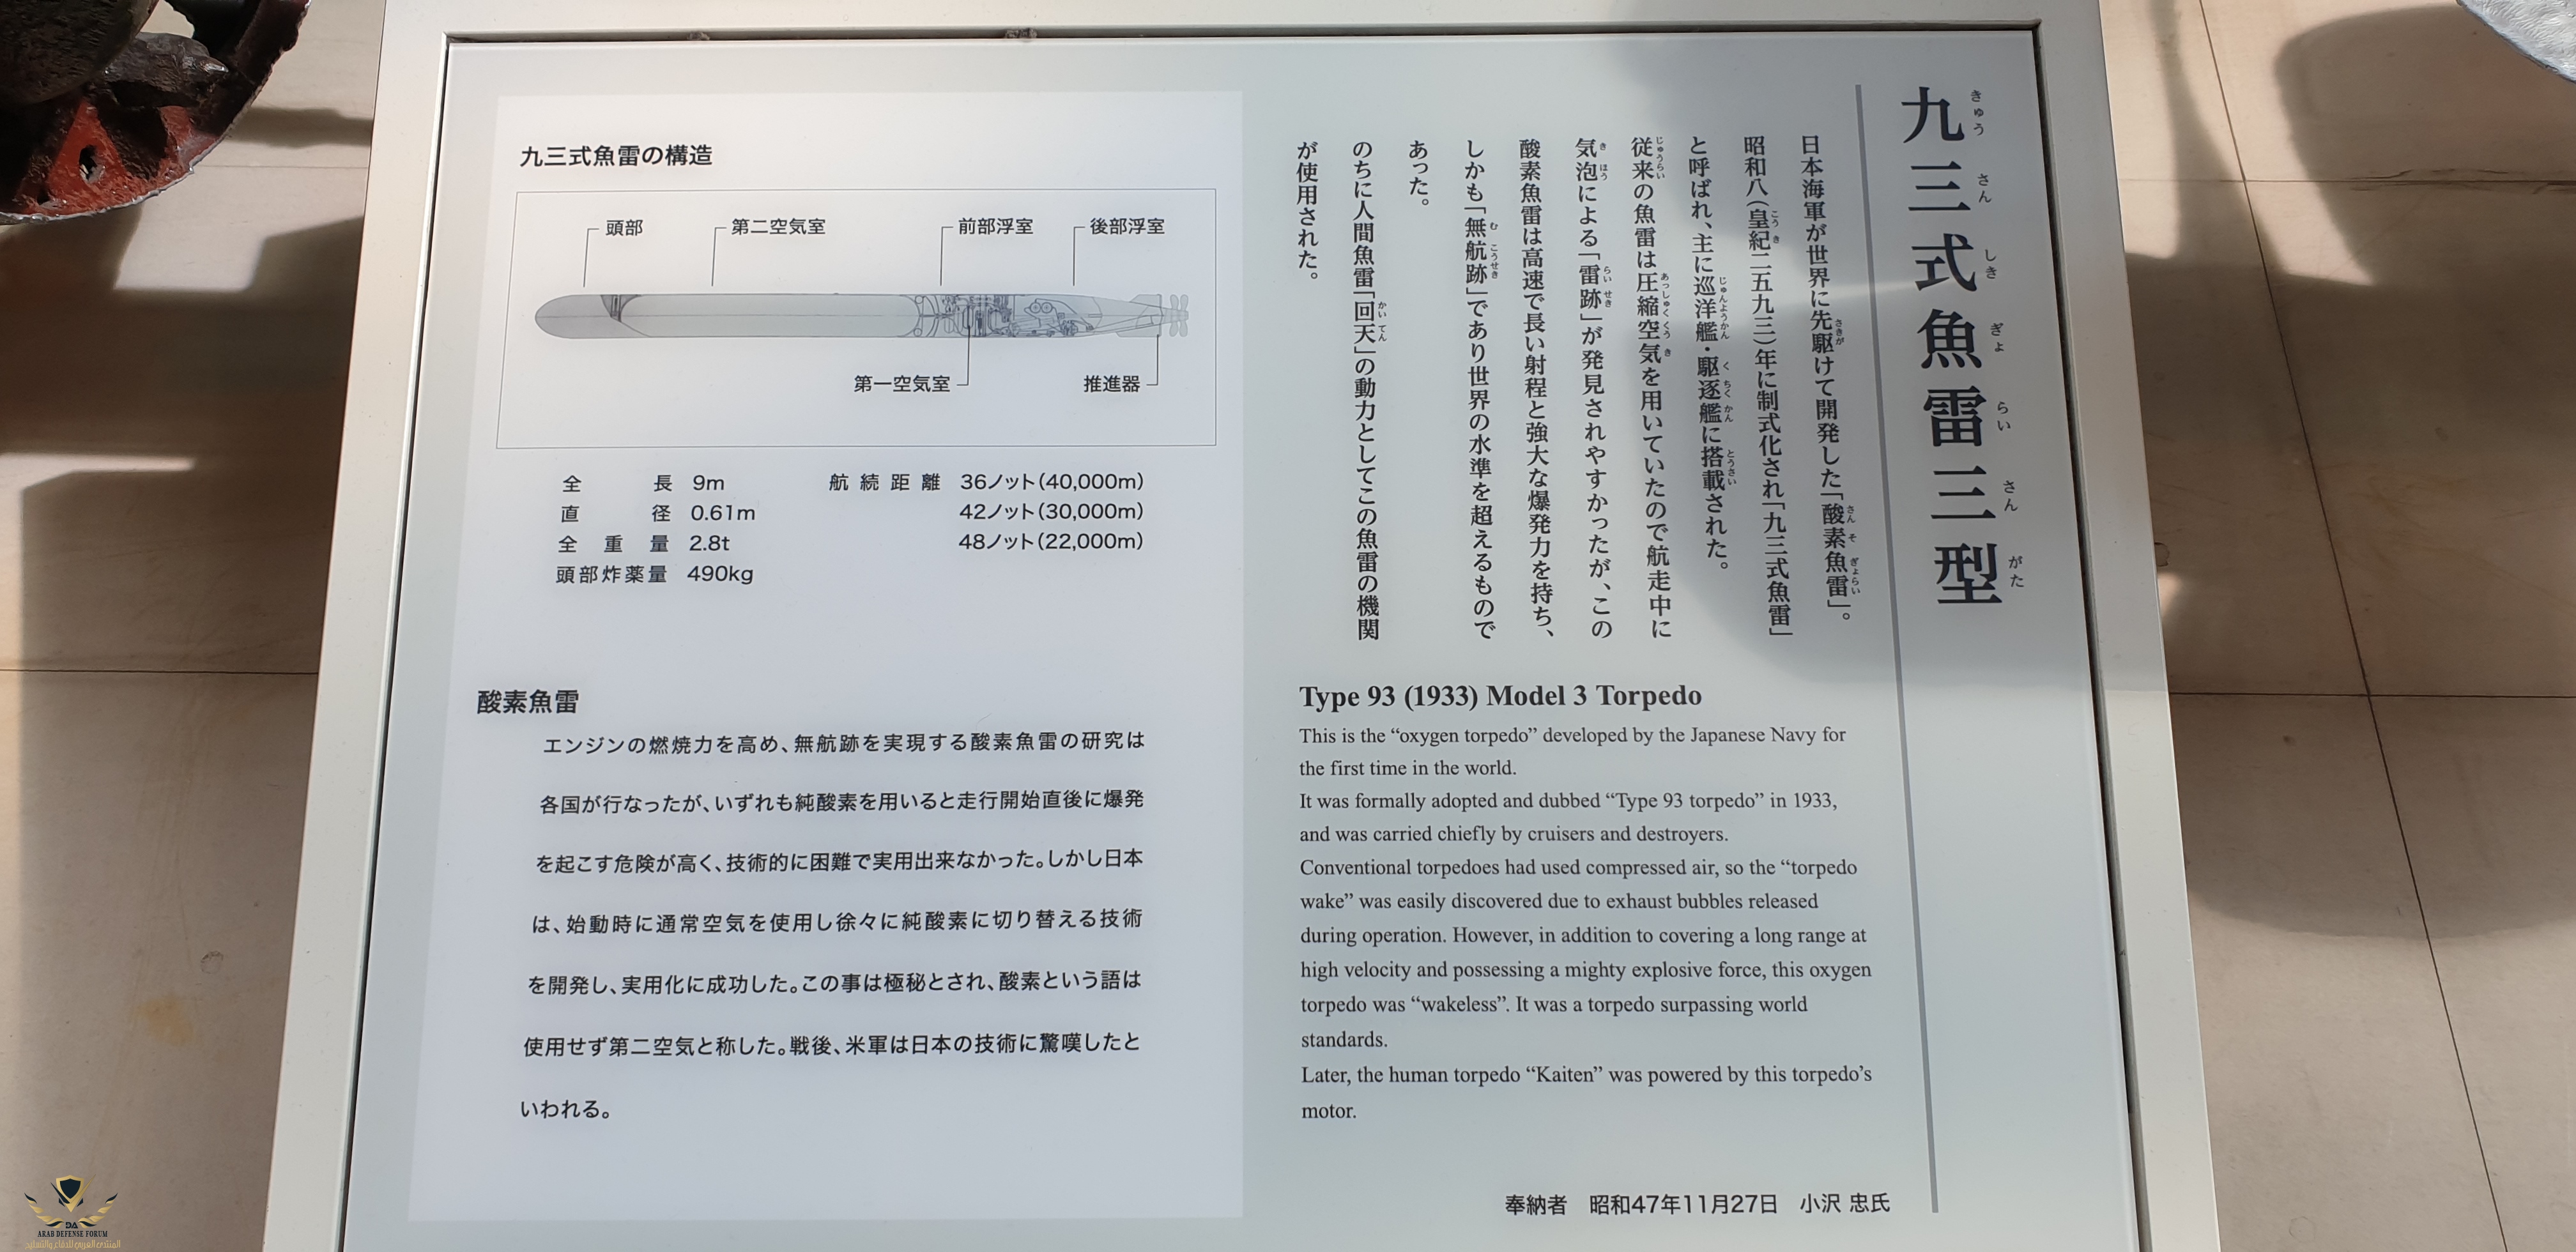 九三式魚雷三型
きゅうさんしきぎょらいさんがた
日本海軍が世界に先駆けて開発した「酸素魚雷」。
昭和八(皇紀二五九三)年に制式化され「九三式魚雷」
と呼ばれ、主に巡洋艦・駆逐艦に搭載された。
従来の魚雷は圧縮空気を用いていたので航走中に
気泡による「雷跡」が発見されやすかったが、この
酸素魚雷は高速で長い射程と強大な爆発力を持ち、
しかも「無航跡」であり世界の水準を超えるもので
あった。
のちに人間魚雷「回天」の動力としてこの魚雷の機関
が使用された。
Type 93 (1933) Model 3 Torpedo
This is the “oxygen torpedo” developed by the Japanese Navy for
the first time in the world.
It was formally adopted and dubbed “Type 93 torpedo” in 1933,
and was carried chiefly by cruisers and destroyers.
Conventional torpedoes had used compressed air, so the “torpedo
wake” was easily discovered due to exhaust bubbles released
during operation. However, in addition to covering a long range at
high velocity and possessing a mighty explosive force, this oxygen
torpedo was “wakeless”. It was a torpedo surpassing world
standards.
Later, the human torpedo “Kaiten” was powered by this torpedo’s
motor.
奉納者 昭和47年11月27日 小沢 忠氏
九三式魚雷の構造
頭部 第二空気室 前部浮室 後部浮室
第一空気室 推進器
全長 9m 航続距離 36ノット(40,000m)
直径 0.61m 42ノット(30,000m)
全重量 2.8t 48ノット(22,000m)
頭部炸薬量 490kg
酸素魚雷
エンジンの燃焼力を高め、無航跡を実現する酸素魚雷の研究は
各国が行なったが、いずれも純酸素を用いると走行開始直後に爆発
を起こす危険が高く、技術的に困難で実用出来なかった。しかし日本
は、始動時に通常空気を使用し徐々に純酸素に切り替える技術
を開発し、実用化に成功した。この事は極秘とされ、酸素という語は
使用せず第二空気と称した。戦後、米軍は日本の技術に驚嘆したと
いわれる。
DA
ARAB DEFENSE FORUM
المنتدى العربي للدفاع والتسليح